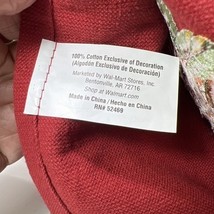 100% Cotton Exclusive of Decoration
(Algodón Exclusivo de Decoración)
Marketed by Wal-Mart Stores, Inc.
Bentonville, AR 72716
Shop at Walmart.com
Made in China / Hecho en China
RN# 52469